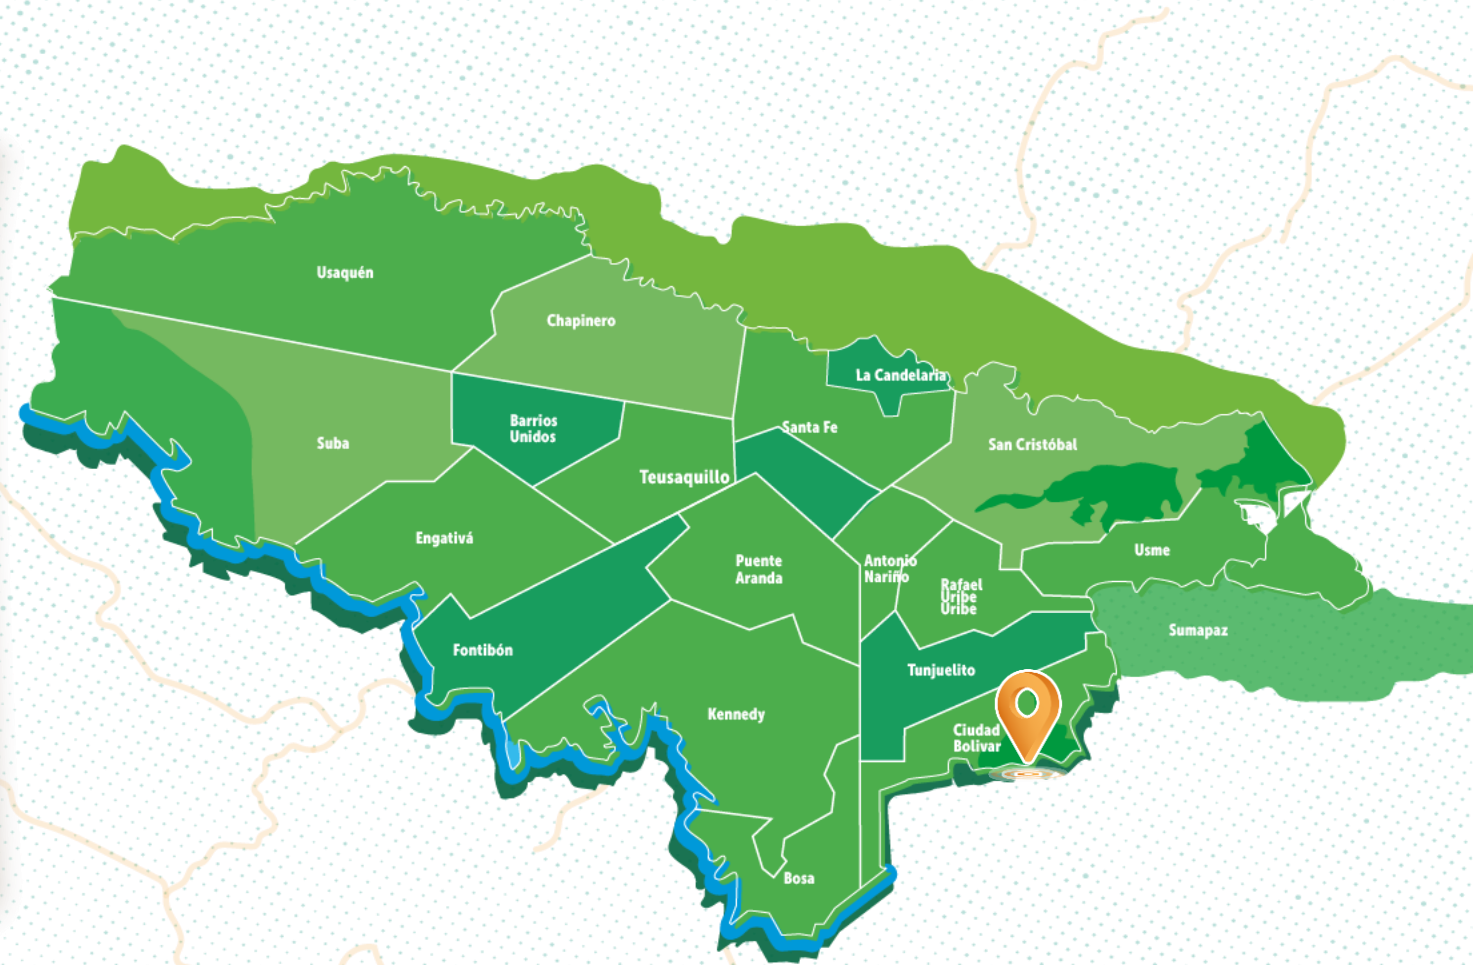 Usaquén
Chapinero
La Candelaria
Barrios
Unidos
Santa Fe
Suba
San Cristóbal
Teusaquillo
Engativá
Puente
Aranda
Antonio
Nariño
Usme
Rafael
Uribe
Uribe
Sumapaz
Fontibón
Tunjuelito
Kennedy
Ciudad
Bolivar
Bosa